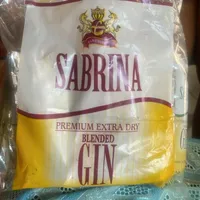 SABRINA
PREMIUM EXTRA DRY
BLENDED
GIN